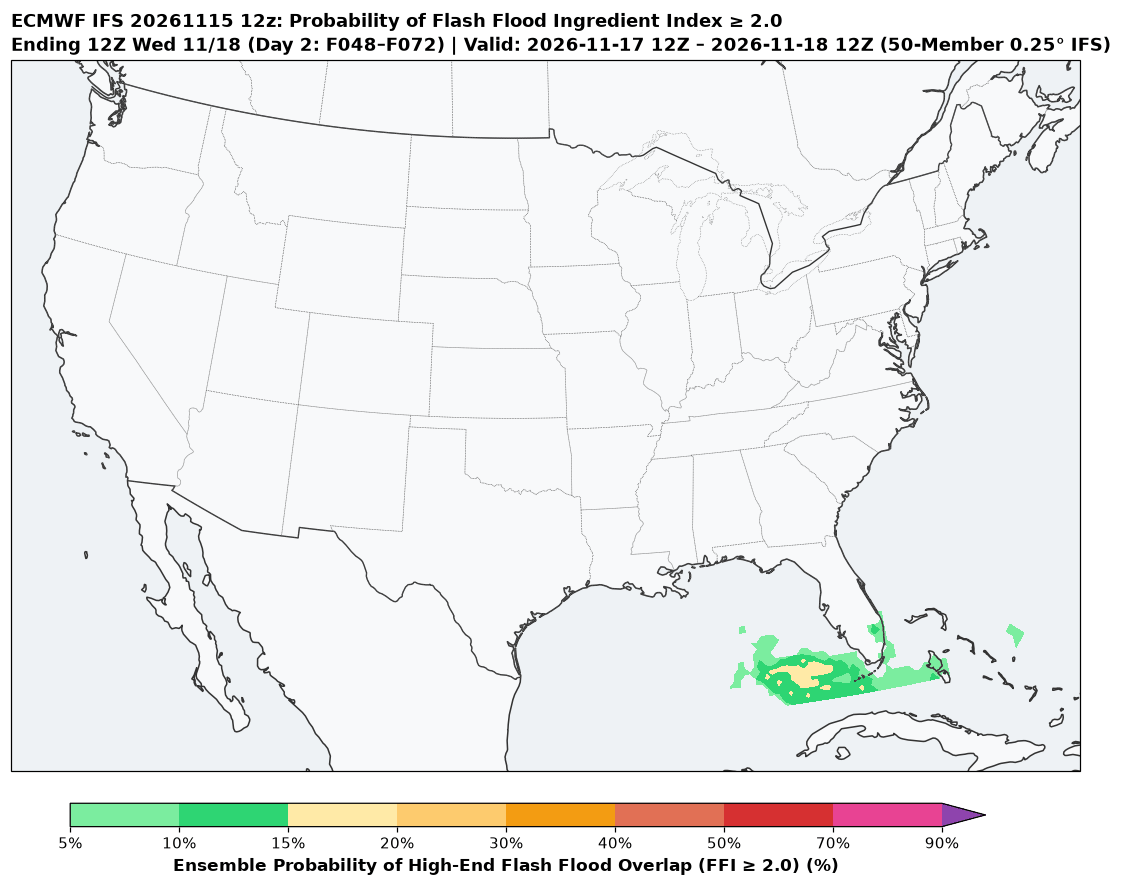 ECMWF IFS 20261115 12z: Probability of Flash Flood Ingredient Index ≥ 2.0
Ending 12Z Wed 11/18 (Day 2: F048–F072) | Valid: 2026-11-17 12Z – 2026-11-18 12Z (50-Member 0.25° IFS)
5% 10% 15% 20% 30% 40% 50% 70% 90%
Ensemble Probability of High-End Flash Flood Overlap (FFI ≥ 2.0) (%)